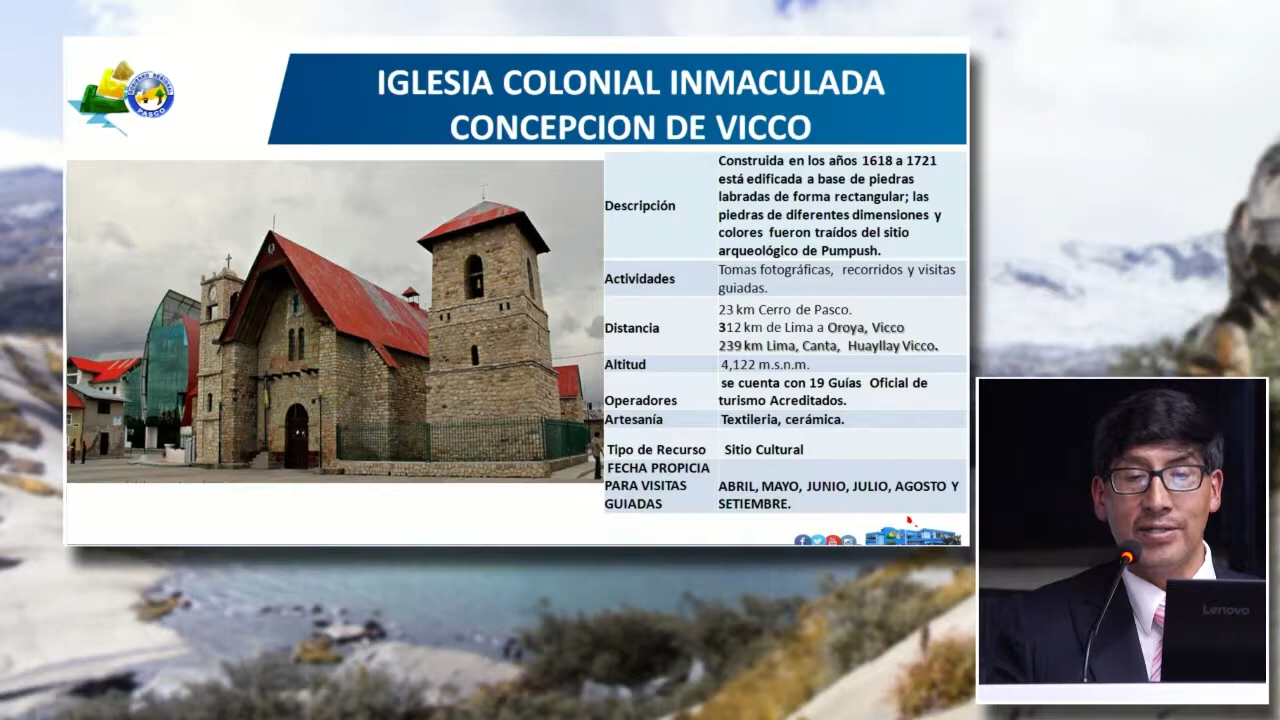 IGLESIA COLONIAL INMACULADA
CONCEPCION DE VICCO
GOBIERNO REGIONAL
PASCO
Descripción
Construida en los años 1618 a 1721
está edificada a base de piedras
labradas de forma rectangular; las
piedras de diferentes dimensiones y
colores fueron traídos del sitio
arqueológico de Pumpush.
Actividades
Tomas fotográficas, recorridos y visitas
guiadas.
Distancia
23 km Cerro de Pasco.
312 km de Lima a Oroya, Vicco
239 km Lima, Canta, Huayllay Vicco.
Altitud
4,122 m.s.n.m.
Operadores
se cuenta con 19 Guías Oficial de
turismo Acreditados.
Artesanía
Textileria, cerámica.
Tipo de Recurso
Sitio Cultural
FECHA PROPICIA
PARA VISITAS
GUIADAS
ABRIL, MAYO, JUNIO, JULIO, AGOSTO Y
SETIEMBRE.
Lenovo